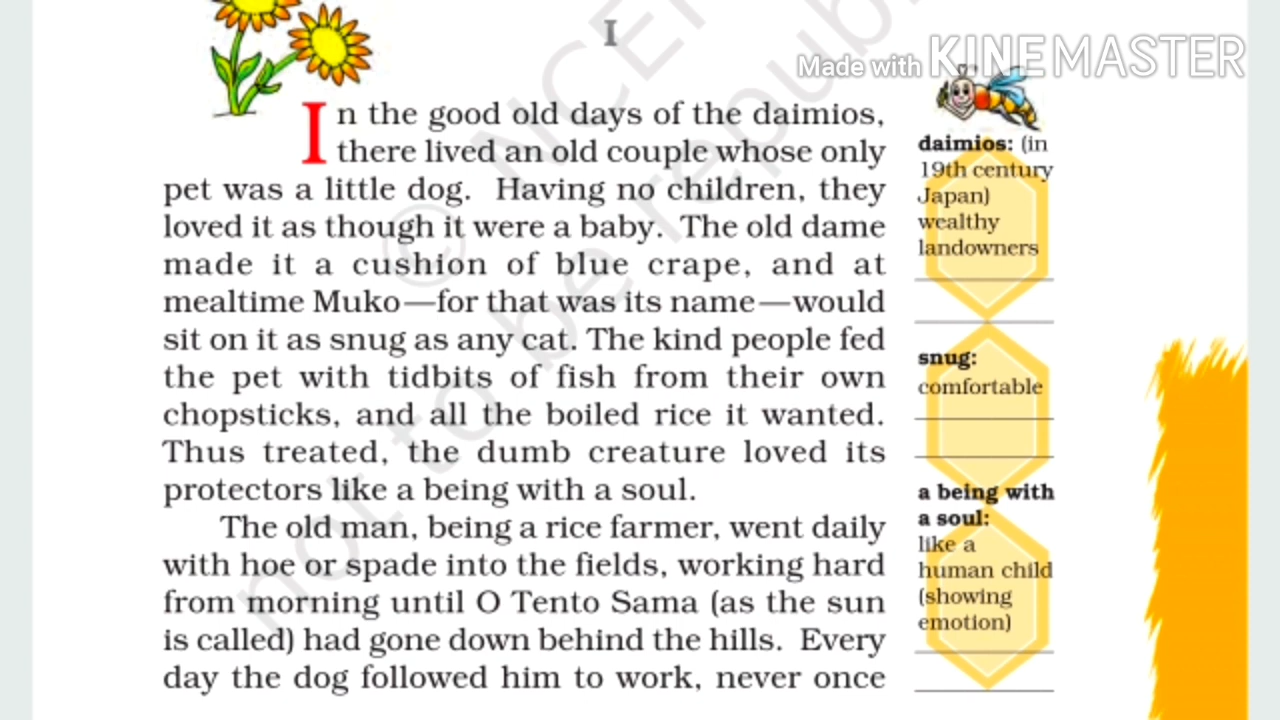 I
Made with KINEMASTER
In the good old days of the daimios,
there lived an old couple whose only
pet was a little dog. Having no children, they
loved it as though it were a baby. The old dame
made it a cushion of blue crape, and at
mealtime Muko—for that was its name—would
sit on it as snug as any cat. The kind people fed
the pet with tidbits of fish from their own
chopsticks, and all the boiled rice it wanted.
Thus treated, the dumb creature loved its
protectors like a being with a soul.
The old man, being a rice farmer, went daily
with hoe or spade into the fields, working hard
from morning until O Tento Sama (as the sun
is called) had gone down behind the hills. Every
day the dog followed him to work, never once
daimios: (in
19th century
Japan)
wealthy
landowners
snug:
comfortable
a being with
a soul:
like a
human child
(showing
emotion)
© NCER
not to be republ